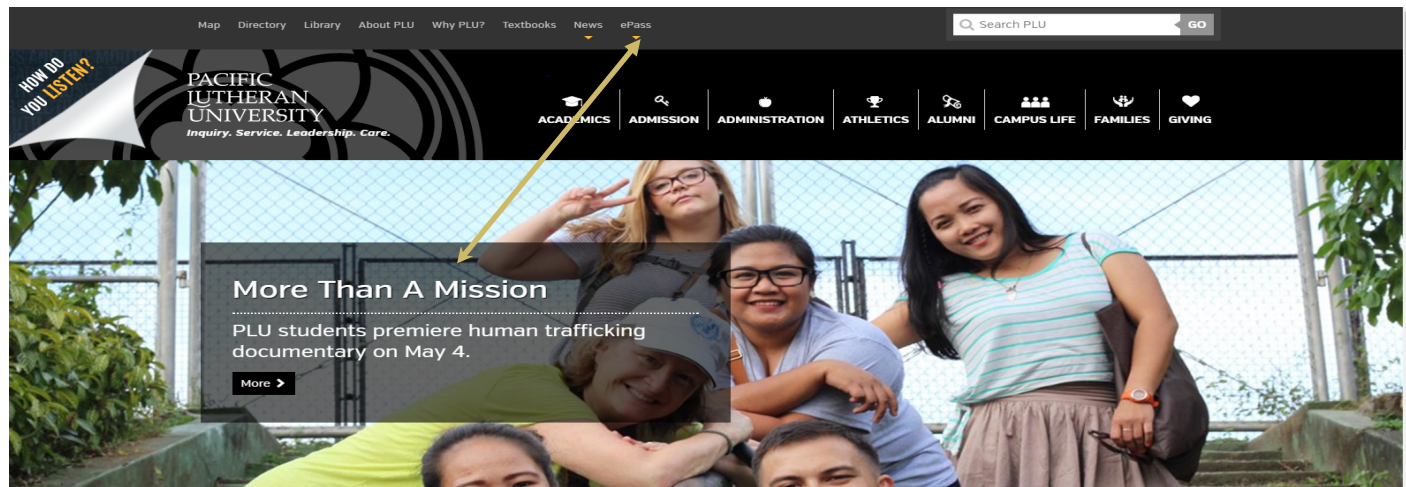 Map Directory Library About PLU Why PLU? Textbooks News ePass
Search PLU GO
HOW DO
YOU LISTEN?
PACIFIC
LUTHERAN
UNIVERSITY
Inquiry. Service. Leadership. Care.
ACADEMICS ADMISSION ADMINISTRATION ATHLETICS ALUMNI CAMPUS LIFE FAMILIES GIVING
More Than A Mission
PLU students premiere human trafficking
documentary on May 4.
More